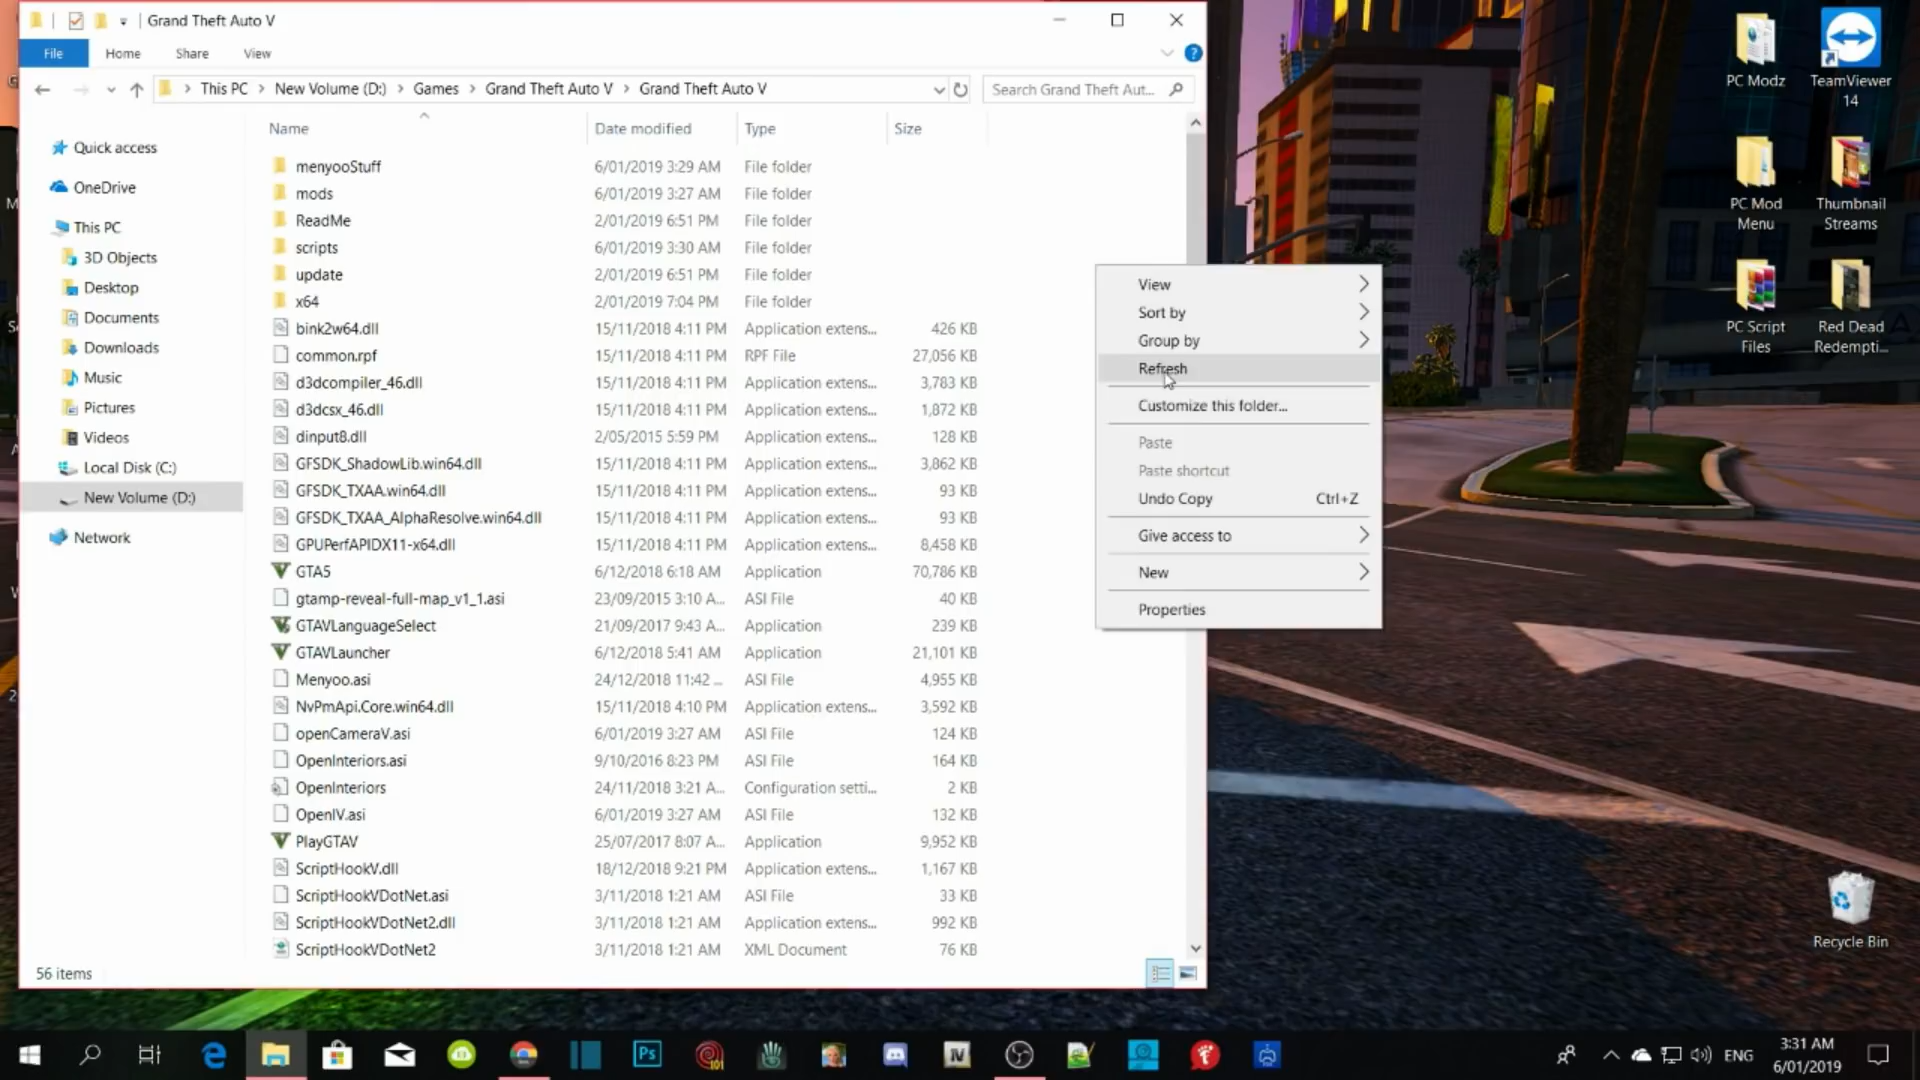 Grand Theft Auto V
File Home Share View
This PC New Volume (D:) Games Grand Theft Auto V Grand Theft Auto V
Search Grand Theft Aut...
Quick access
OneDrive
This PC
3D Objects
Desktop
Documents
Downloads
Music
Pictures
Videos
Local Disk (C:)
New Volume (D:)
Network
Name Date modified Type Size
menyooStuff 6/01/2019 3:29 AM File folder
mods 6/01/2019 3:27 AM File folder
ReadMe 2/01/2019 6:51 PM File folder
scripts 6/01/2019 3:30 AM File folder
update 2/01/2019 6:51 PM File folder
x64 2/01/2019 7:04 PM File folder
bink2w64.dll 15/11/2018 4:11 PM Application extens... 426 KB
common.rpf 15/11/2018 4:11 PM RPF File 27,056 KB
d3dcompiler_46.dll 15/11/2018 4:11 PM Application extens... 3,783 KB
d3dcsx_46.dll 15/11/2018 4:11 PM Application extens... 1,872 KB
dinput8.dll 2/05/2015 5:59 PM Application extens... 128 KB
GFSDK_ShadowLib.win64.dll 15/11/2018 4:11 PM Application extens... 3,862 KB
GFSDK_TXAA.win64.dll 15/11/2018 4:11 PM Application extens... 93 KB
GFSDK_TXAA_AlphaResolve.win64.dll 15/11/2018 4:11 PM Application extens... 93 KB
GPUPerfAPIDX11-x64.dll 15/11/2018 4:11 PM Application extens... 8,458 KB
GTA5 6/12/2018 6:18 AM Application 70,786 KB
gtamp-reveal-full-map_v1_1.asi 23/09/2015 3:10 A... ASI File 40 KB
GTAVLanguageSelect 21/09/2017 9:43 A... Application 239 KB
GTAVLauncher 6/12/2018 5:41 AM Application 21,101 KB
Menyoo.asi 24/12/2018 11:42 ... ASI File 4,955 KB
NvPmApi.Core.win64.dll 15/11/2018 4:10 PM Application extens... 3,592 KB
openCameraV.asi 6/01/2019 3:27 AM ASI File 124 KB
OpenInteriors.asi 9/10/2016 8:23 PM ASI File 164 KB
OpenInteriors 24/11/2018 3:21 A... Configuration setti... 2 KB
OpenIV.asi 6/01/2019 3:27 AM ASI File 132 KB
PlayGTAV 25/07/2017 8:07 A... Application 9,952 KB
ScriptHookV.dll 18/12/2018 9:21 PM Application extens... 1,167 KB
ScriptHookVDotNet.asi 3/11/2018 1:21 AM ASI File 33 KB
ScriptHookVDotNet2.dll 3/11/2018 1:21 AM Application extens... 992 KB
ScriptHookVDotNet2 3/11/2018 1:21 AM XML Document 76 KB
56 items
View
Sort by
Group by
Refresh
Customize this folder...
Paste
Paste shortcut
Undo Copy Ctrl+Z
Give access to
New
Properties
PC Modz
TeamViewer
14
PC Mod
Menu
Thumbnail
Streams
PC Script
Files
Red Dead
Redempti...
Recycle Bin
Ps
101
IV
ENG
3:31 AM
6/01/2019